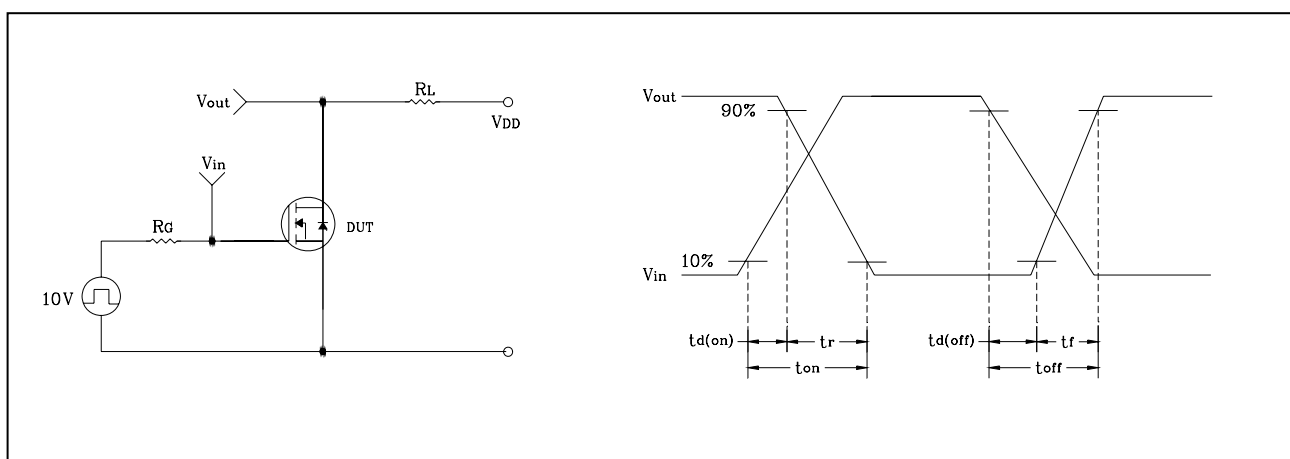 Vout
RL
VDD
Vin
RG
DUT
10V
Vout
90%
10%
Vin
td(on)
tr
td(off)
tf
ton
toff